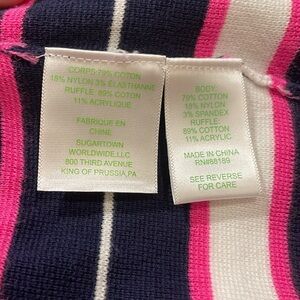 CORPS 79% COTON
18% NYLON 3% ELASTHANNE
RUFFLE: 89% COTON
11% ACRYLIQUE
FABRIQUE EN
CHINE
SUGARTOWN
WORLDWIDE,LLC
800 THIRD AVENUE
KING OF PRUSSIA,PA
BODY
79% COTTON
18% NYLON
3% SPANDEX
RUFFLE:
89% COTTON
11% ACRYLIC
MADE IN CHINA
RN#88189
SEE REVERSE
FOR CARE